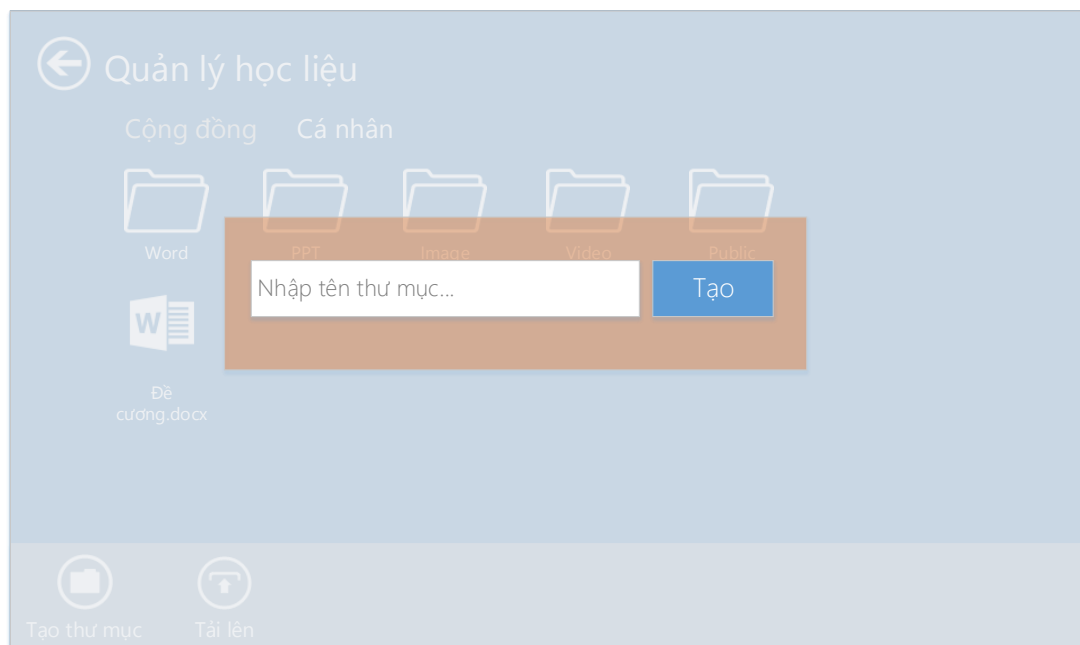 Quản lý học liệu
Cộng đồng Cá nhân
Word PPT Image Video Public
Nhập tên thư mục... Tạo
W
Đề
cương.docx
Tạo thư mục Tải lên